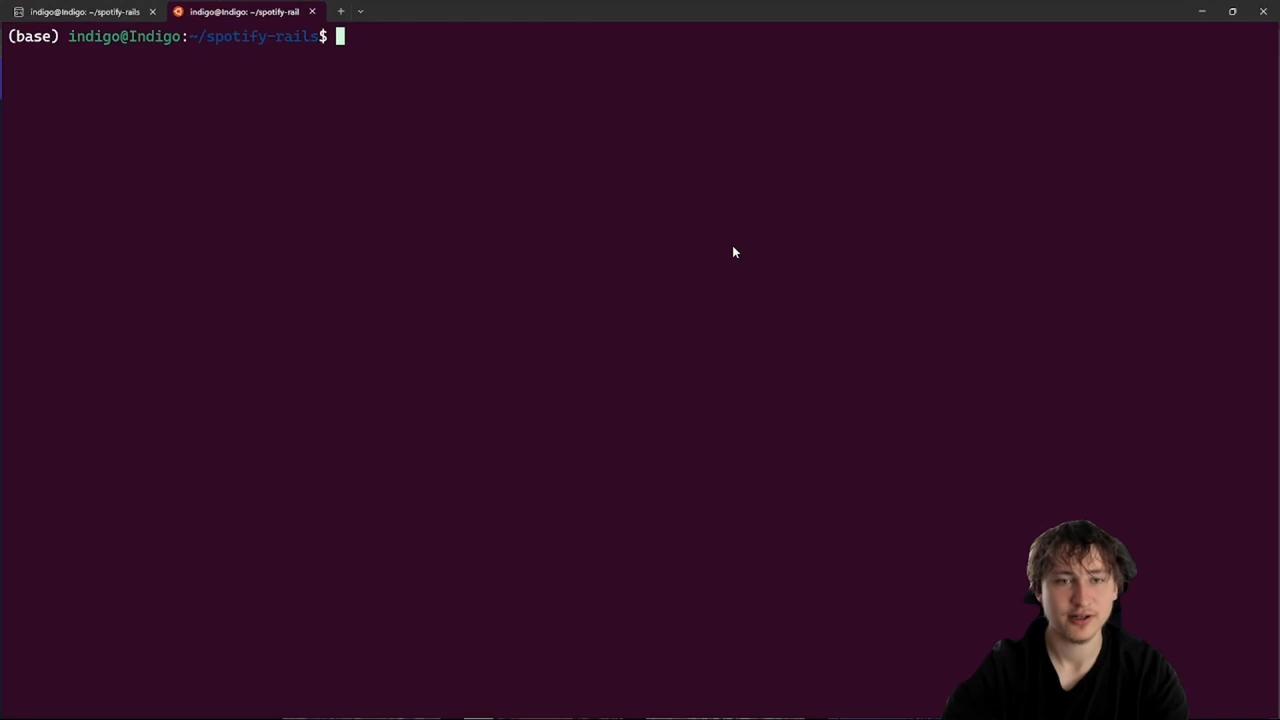 indigo@Indigo: ~/spotify-rails
indigo@Indigo: ~/spotify-rail
(base) indigo@Indigo:~/spotify-rails$